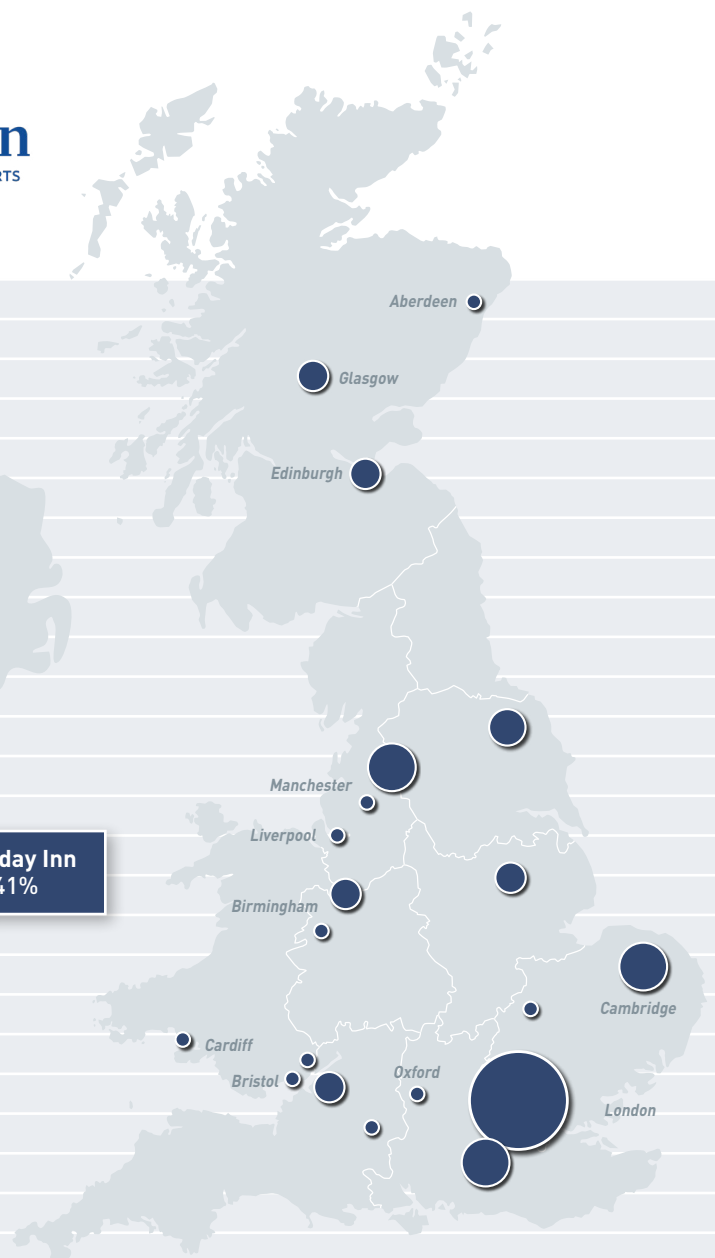 n
RTS
Aberdeen
Glasgow
Edinburgh
Manchester
Liverpool
day Inn
41%
Birmingham
Cambridge
Cardiff
Oxford
Bristol
London